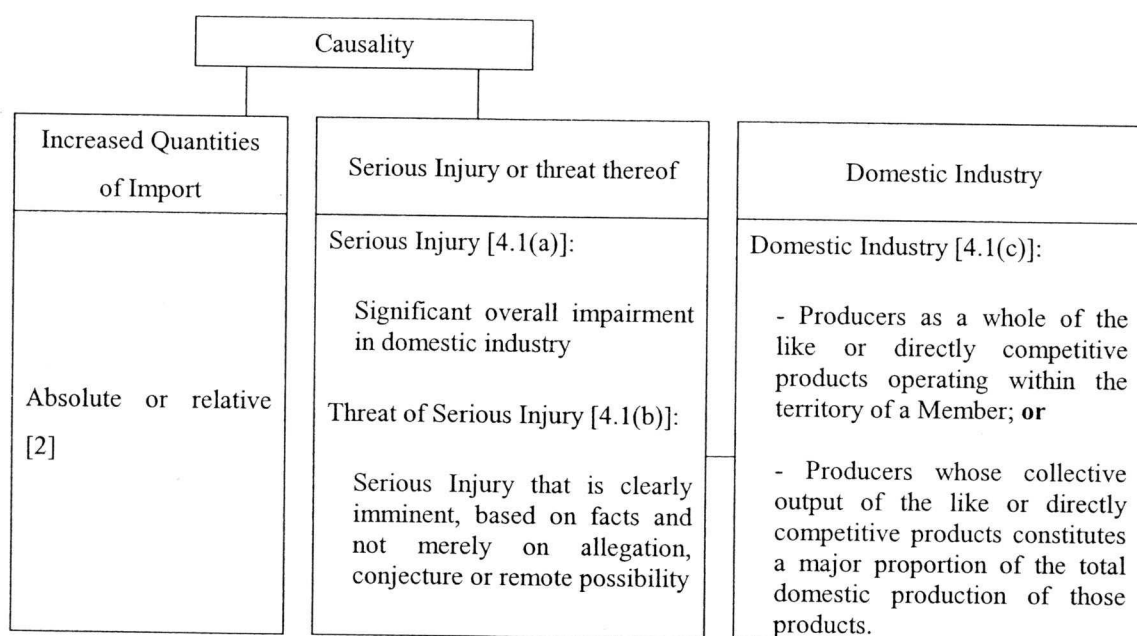 Causality
Increased Quantities
of Import
Absolute or relative
[2]
Serious Injury or threat thereof
Serious Injury [4.1(a)]:
Significant overall impairment
in domestic industry
Threat of Serious Injury [4.1(b)]:
Serious Injury that is clearly
imminent, based on facts and
not merely on allegation,
conjecture or remote possibility
Domestic Industry
Domestic Industry [4.1(c)]:
- Producers as a whole of the
like or directly competitive
products operating within the
territory of a Member; or
- Producers whose collective
output of the like or directly
competitive products constitutes
a major proportion of the total
domestic production of those
products.